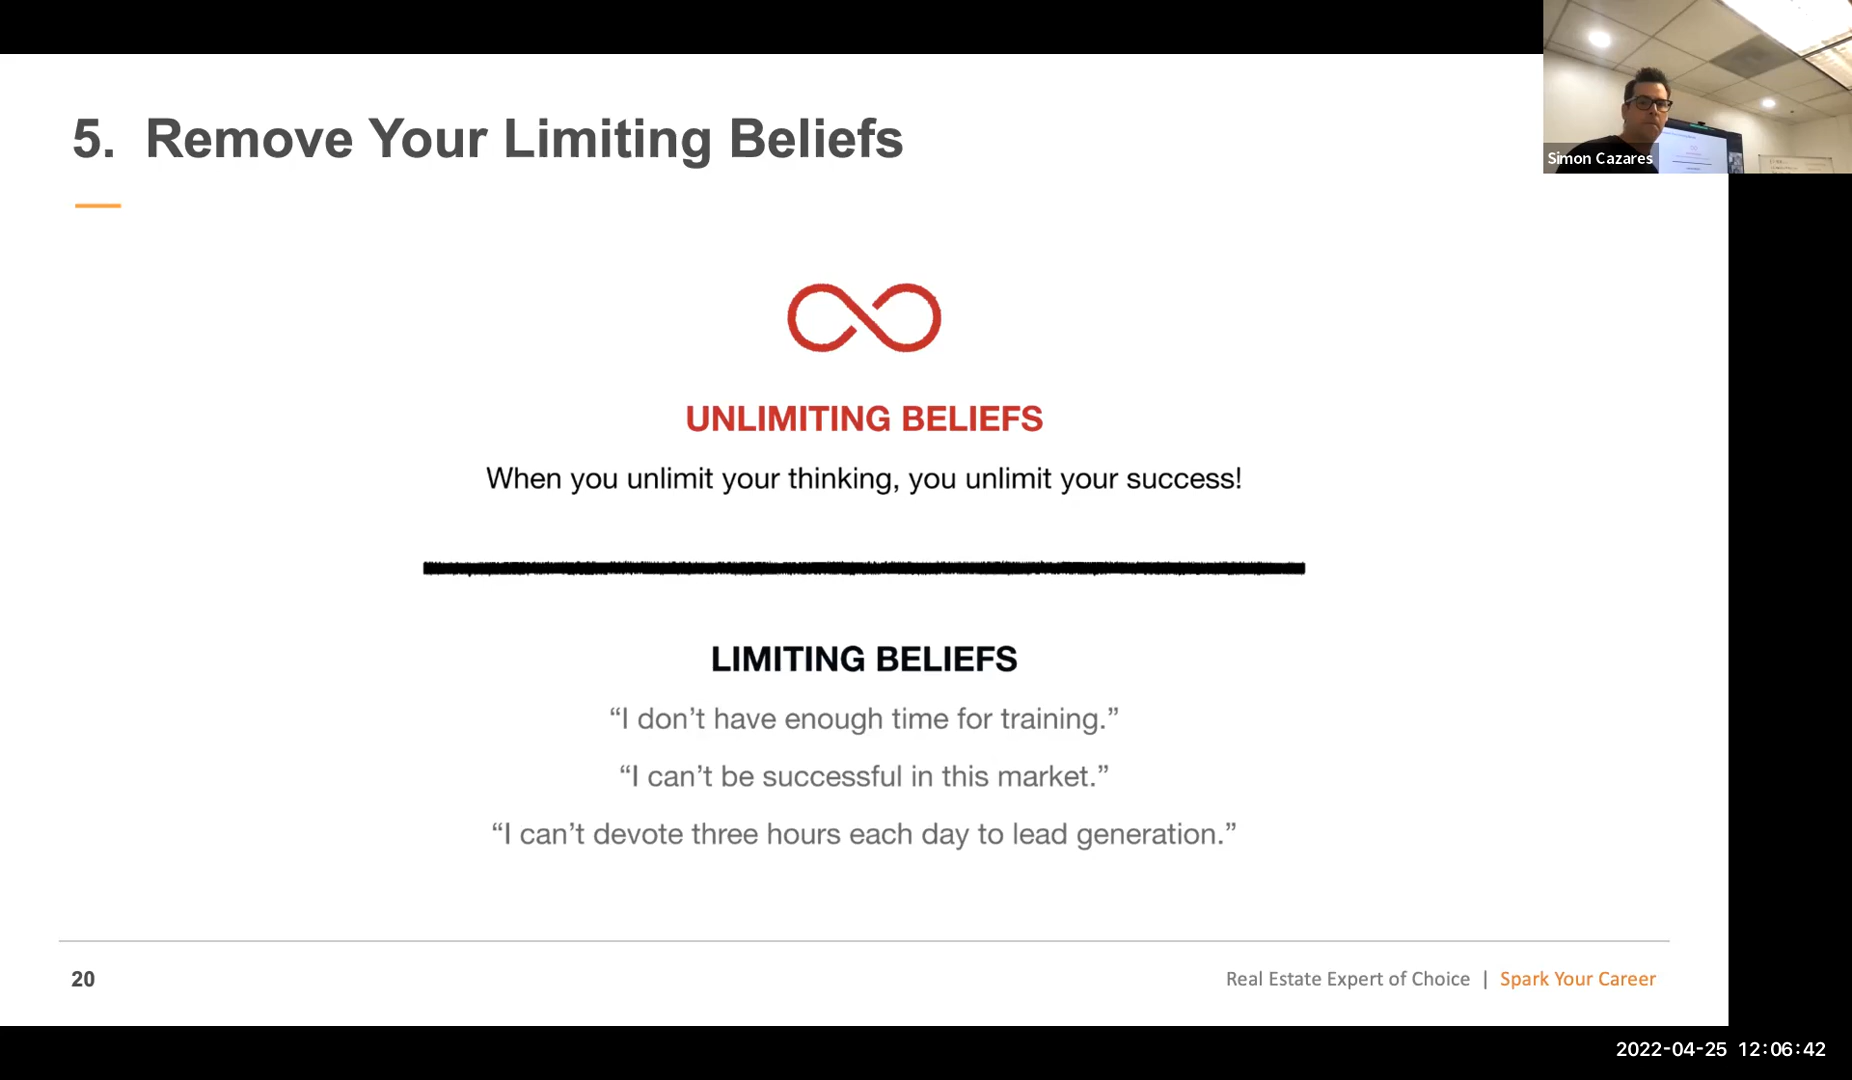 5. Remove Your Limiting Beliefs
Simon Cazares
UNLIMITING BELIEFS
When you unlimit your thinking, you unlimit your success!
LIMITING BELIEFS
“I don’t have enough time for training.”
“I can’t be successful in this market.”
“I can’t devote three hours each day to lead generation.”
20
Real Estate Expert of Choice | Spark Your Career
2022-04-25 12:06:42